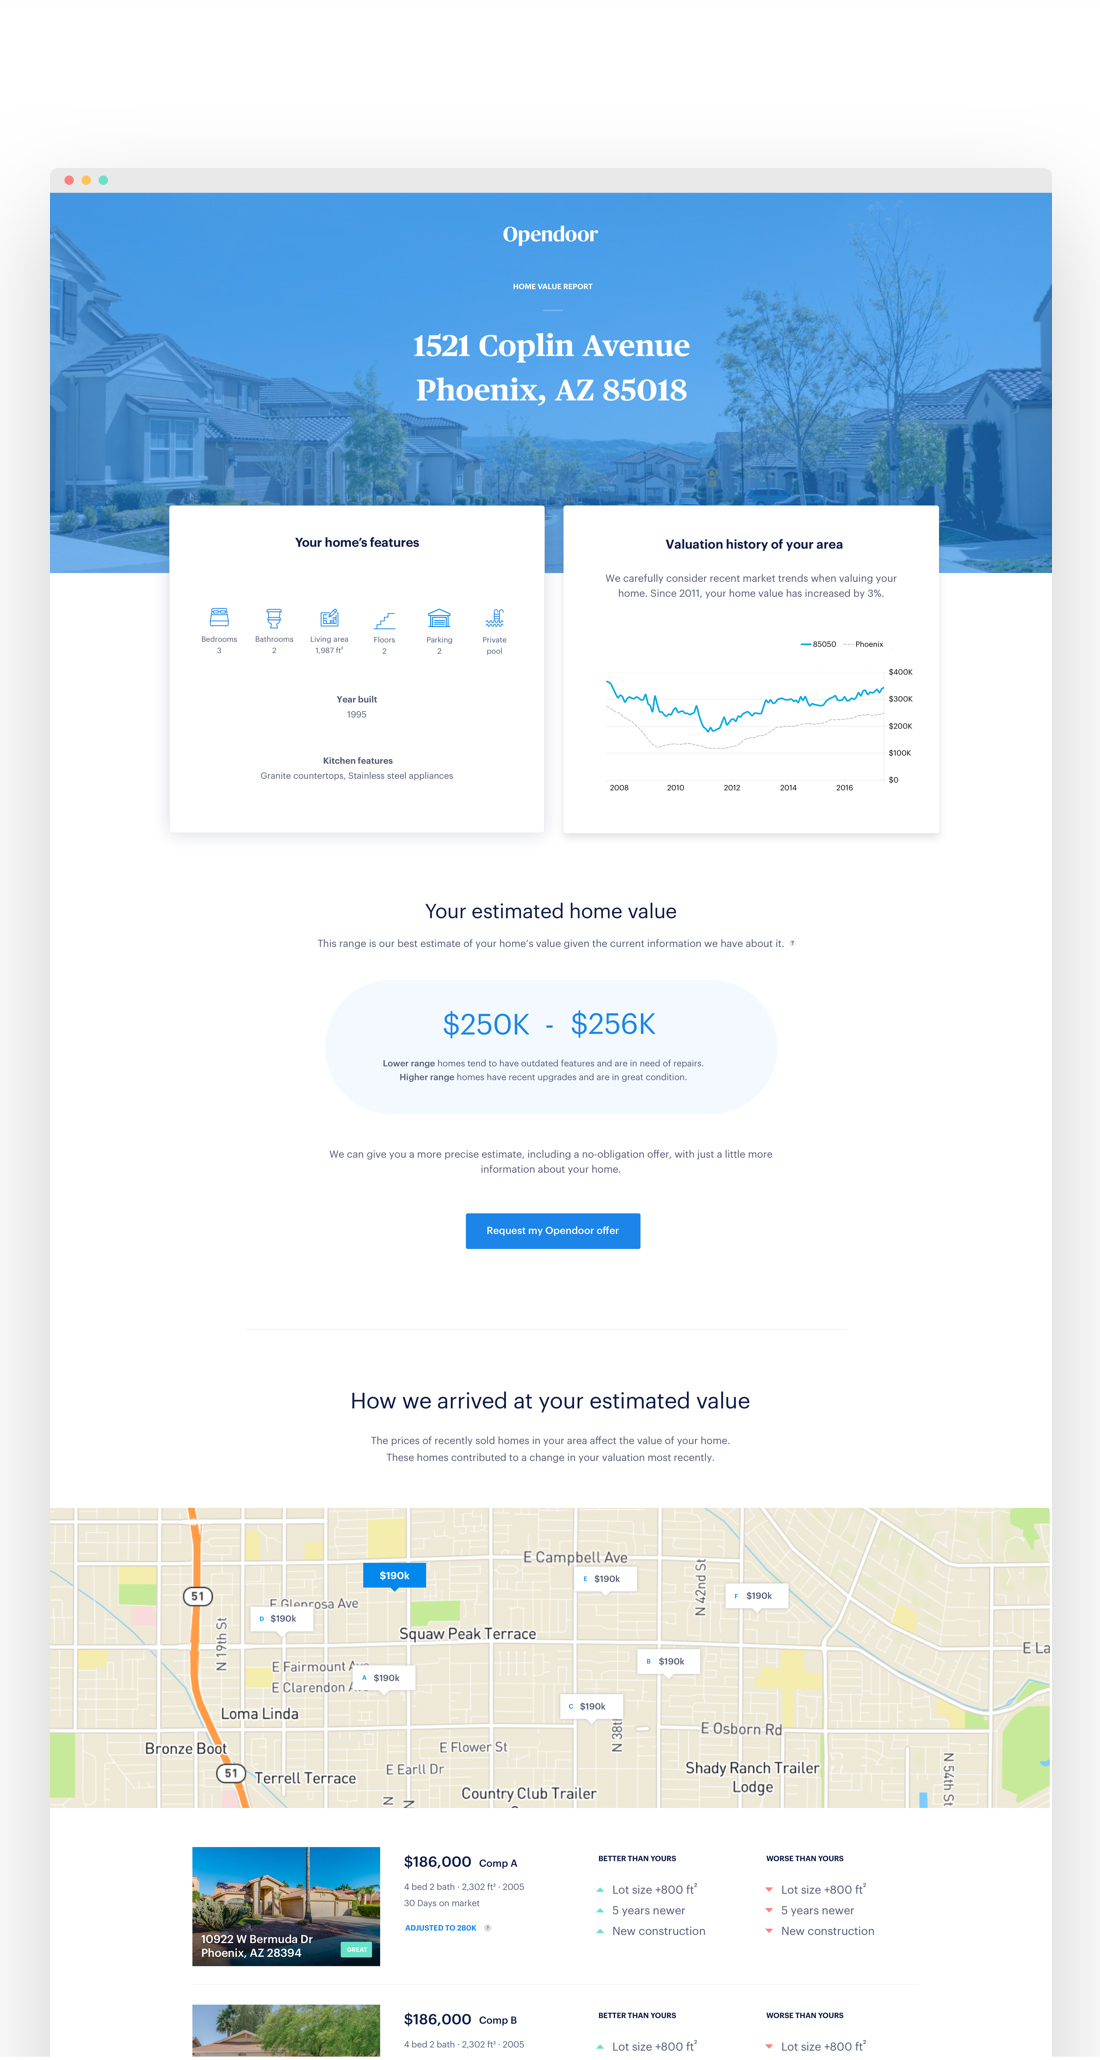 Opendoor
HOME VALUE REPORT
1521 Coplin Avenue
Phoenix, AZ 85018
Your home's features
Bedrooms
3
Bathrooms
2
Living area
1,987 ft²
Floors
2
Parking
2
Private
pool
Year built
1995
Kitchen features
Granite countertops, Stainless steel appliances
Valuation history of your area
We carefully consider recent market trends when valuing your
home. Since 2011, your home value has increased by 3%.
85050 Phoenix
$400K
$300K
$200K
$100K
$0
2008 2010 2012 2014 2016
Your estimated home value
This range is our best estimate of your home's value given the current information we have about it. ?
$250K - $256K
Lower range homes tend to have outdated features and are in need of repairs.
Higher range homes have recent upgrades and are in great condition.
We can give you a more precise estimate, including a no-obligation offer, with just a little more
information about your home.
Request my Opendoor offer
How we arrived at your estimated value
The prices of recently sold homes in your area affect the value of your home.
These homes contributed to a change in your valuation most recently.
E Campbell Ave
$190k
E $190k
N 42nd St
F $190k
51
E Glenrosa Ave
D $190k
N 19th St
Squaw Peak Terrace
E La
B $190k
E Fairmount
A $190k
E Clarendon
C $190k
Loma Linda
N 38th
E Osborn Rd
Bronze Boot
E Flower St
51
Terrell Terrace
E Earll Dr
Shady Ranch Trailer
Lodge
N 54th St
Country Club Trailer
N
N
10922 W Bermuda Dr
Phoenix, AZ 28394
GREAT
$186,000 Comp A
4 bed 2 bath · 2,302 ft² · 2005
30 Days on market
ADJUSTED TO 280K ?
BETTER THAN YOURS
Lot size +800 ft²
5 years newer
New construction
WORSE THAN YOURS
Lot size +800 ft²
5 years newer
New construction
$186,000 Comp B
4 bed 2 bath · 2,302 ft² · 2005
BETTER THAN YOURS
Lot size +800 ft²
WORSE THAN YOURS
Lot size +800 ft²